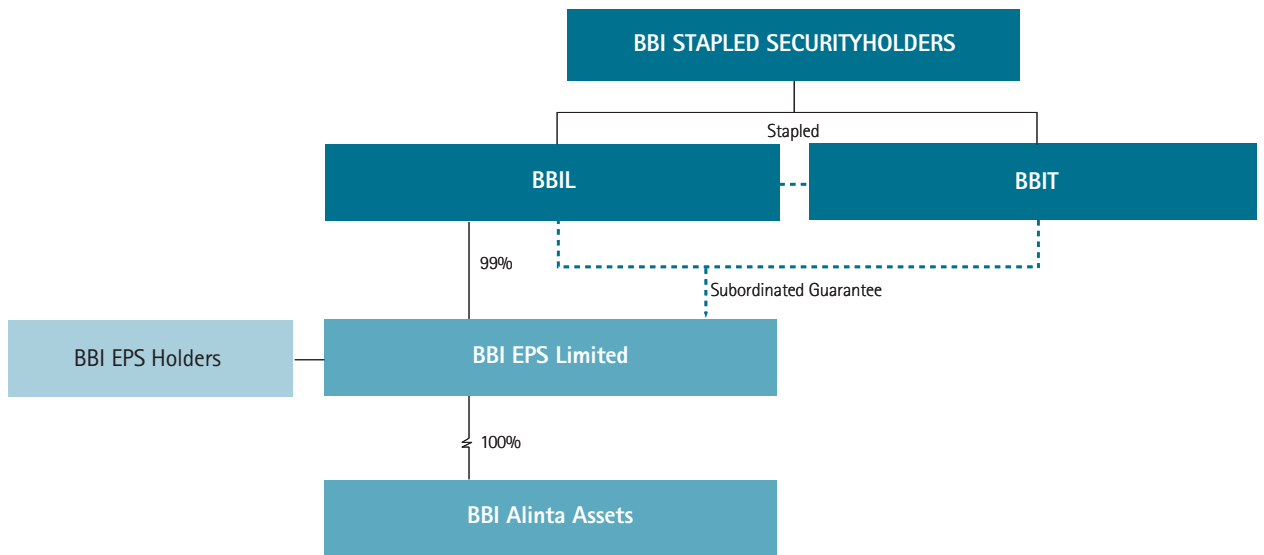 BBI STAPLED SECURITYHOLDERS
Stapled
BBIL
BBIT
99%
Subordinated Guarantee
BBI EPS Holders
BBI EPS Limited
100%
BBI Alinta Assets